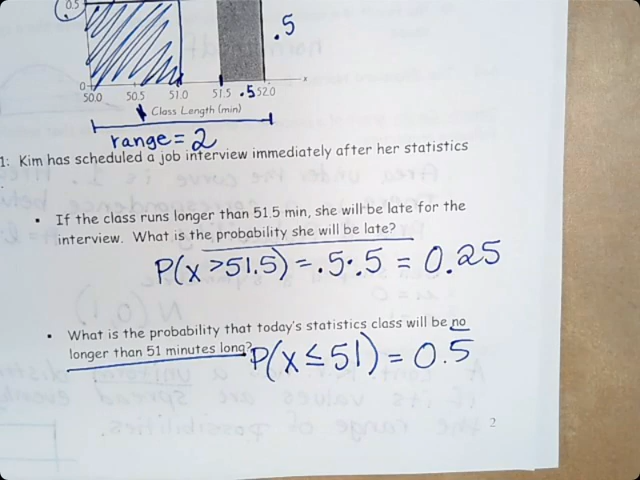 0.5
.5
0
x
50.0 50.5 51.0 51.5 .5 52.0
Class Length (min)
range = 2
1: Kim has scheduled a job interview immediately after her statistics
.
• If the class runs longer than 51.5 min, she will be late for the
interview. What is the probability she will be late?
P(x > 51.5) = .5 · .5 = 0.25
• What is the probability that today's statistics class will be no
longer than 51 minutes long?
P(x ≤ 51) = 0.5
2